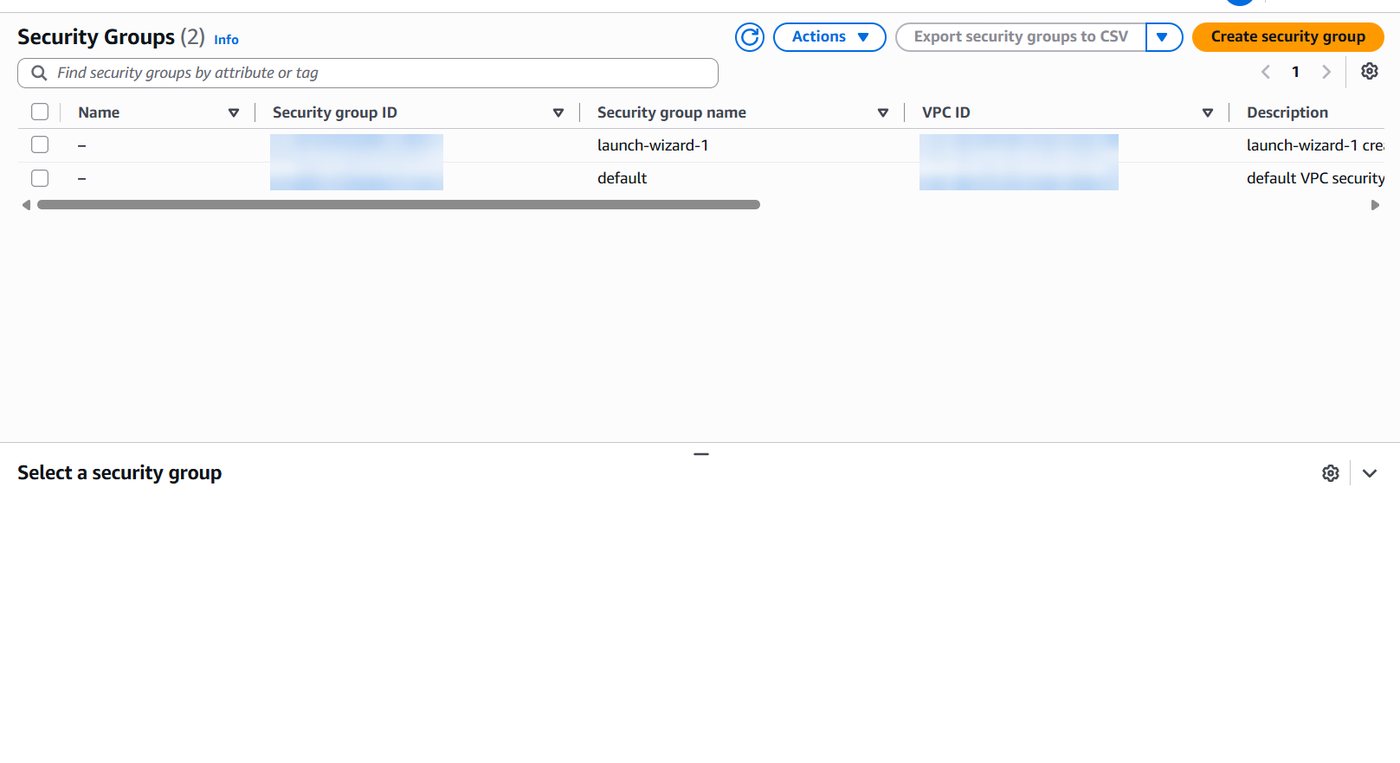 Security Groups (2) Info
Actions
Export security groups to CSV
Create security group
Find security groups by attribute or tag
1
Name Security group ID Security group name VPC ID Description
– launch-wizard-1 launch-wizard-1 cre
– default default VPC security
Select a security group